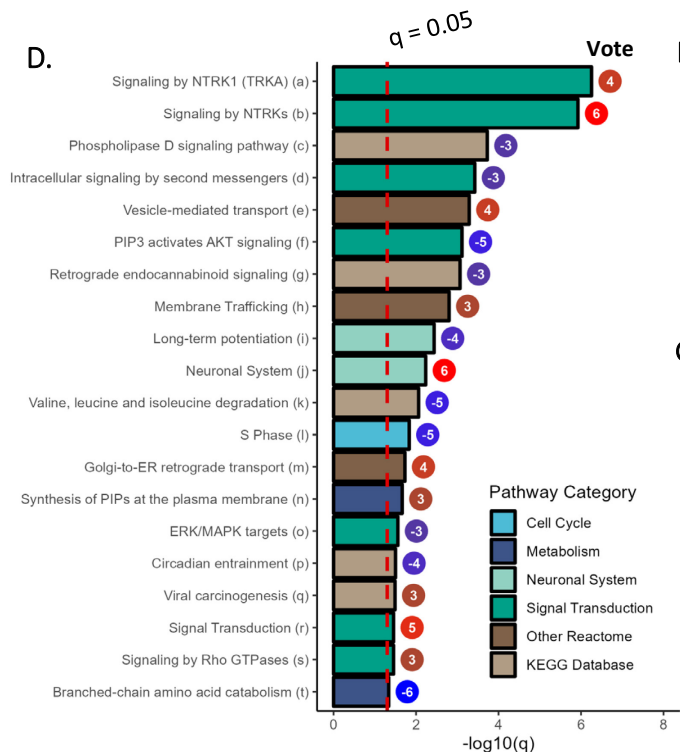 D.
q = 0.05
Vote
Signaling by NTRK1 (TRKA) (a) 4
Signaling by NTRKs (b) 6
Phospholipase D signaling pathway (c) -3
Intracellular signaling by second messengers (d) -3
Vesicle-mediated transport (e) 4
PIP3 activates AKT signaling (f) -5
Retrograde endocannabinoid signaling (g) -3
Membrane Trafficking (h) 3
Long-term potentiation (i) -4
Neuronal System (j) 6
Valine, leucine and isoleucine degradation (k) -5
S Phase (l) -5
Golgi-to-ER retrograde transport (m) 4
Synthesis of PIPs at the plasma membrane (n) 3
ERK/MAPK targets (o) -3
Circadian entrainment (p) -4
Viral carcinogenesis (q) 3
Signal Transduction (r) 5
Signaling by Rho GTPases (s) 3
Branched-chain amino acid catabolism (t) -6
Pathway Category
Cell Cycle
Metabolism
Neuronal System
Signal Transduction
Other Reactome
KEGG Database
0 2 4 6 8
-log10(q)